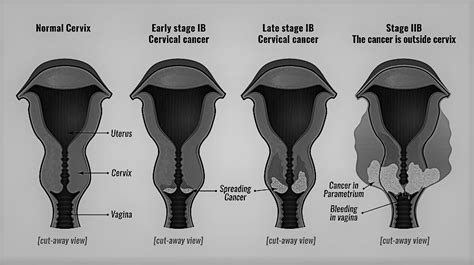 Normal Cervix
Early stage IB
Cervical cancer
Late stage IB
Cervical cancer
Stage IIB
The cancer is outside cervix
Uterus
Cervix
Vagina
Spreading
Cancer
Cancer in
Parametrium
Bleeding
in vagina
[cut-away view]
[cut-away view]
[cut-away view]
[cut-away view]